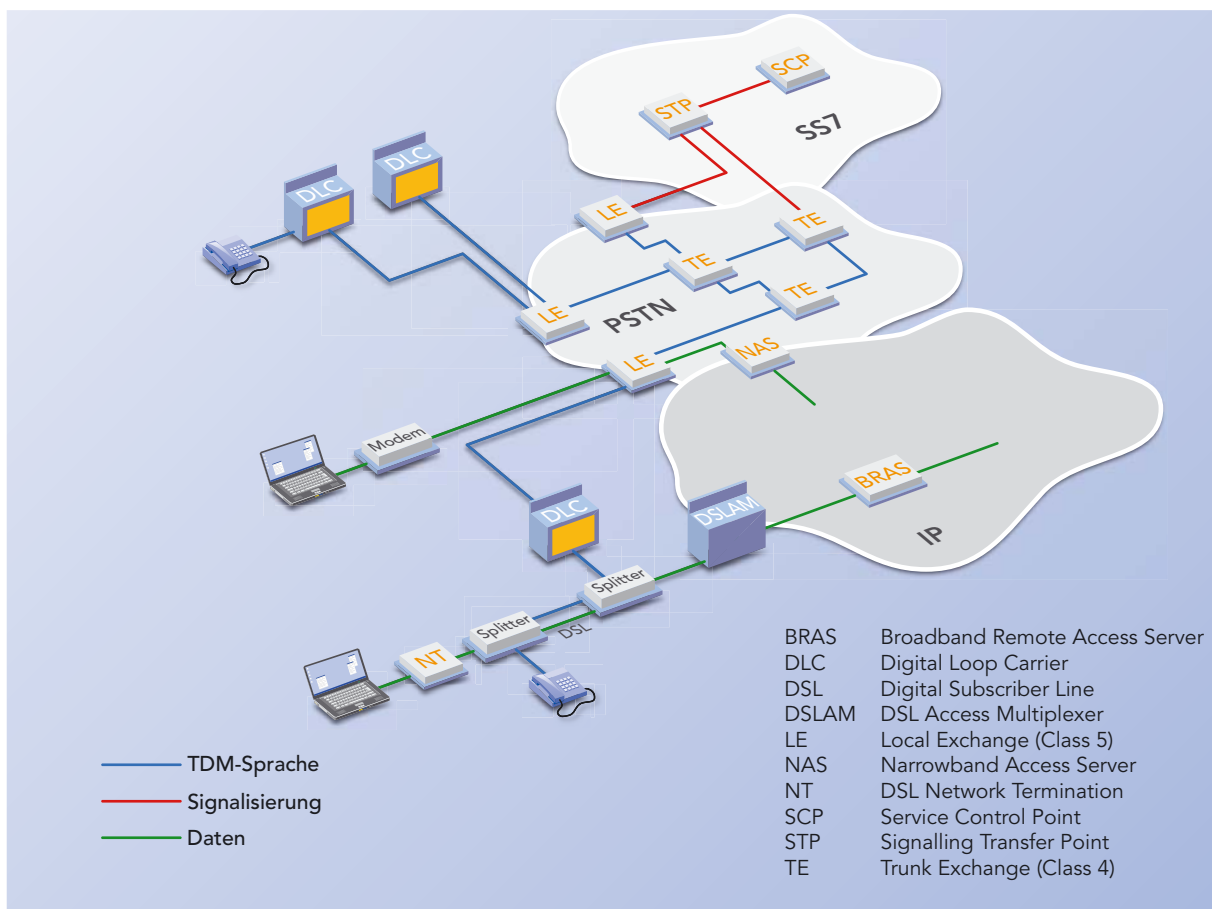 SCP
STP
SS7
DLC
DLC
LE
TE
TE
TE
LE
PSTN
LE
NAS
Modem
BRAS
DLC
DSLAM
IP
Splitter
Splitter
DSL
NT
BRAS Broadband Remote Access Server
DLC Digital Loop Carrier
DSL Digital Subscriber Line
DSLAM DSL Access Multiplexer
LE Local Exchange (Class 5)
NAS Narrowband Access Server
NT DSL Network Termination
SCP Service Control Point
STP Signalling Transfer Point
TE Trunk Exchange (Class 4)
TDM-Sprache
Signalisierung
Daten